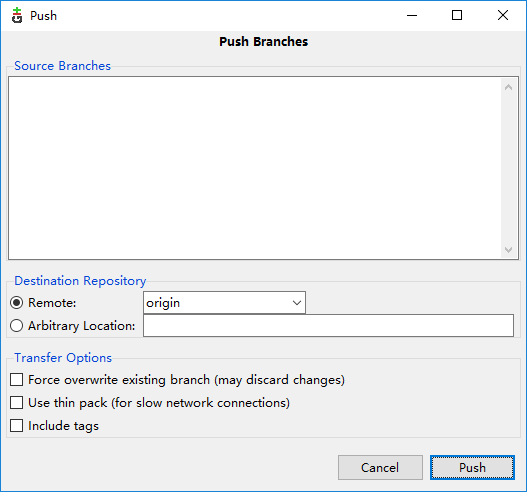 Push
Push Branches
Source Branches
Destination Repository
Remote: origin
Arbitrary Location:
Transfer Options
Force overwrite existing branch (may discard changes)
Use thin pack (for slow network connections)
Include tags
Cancel Push